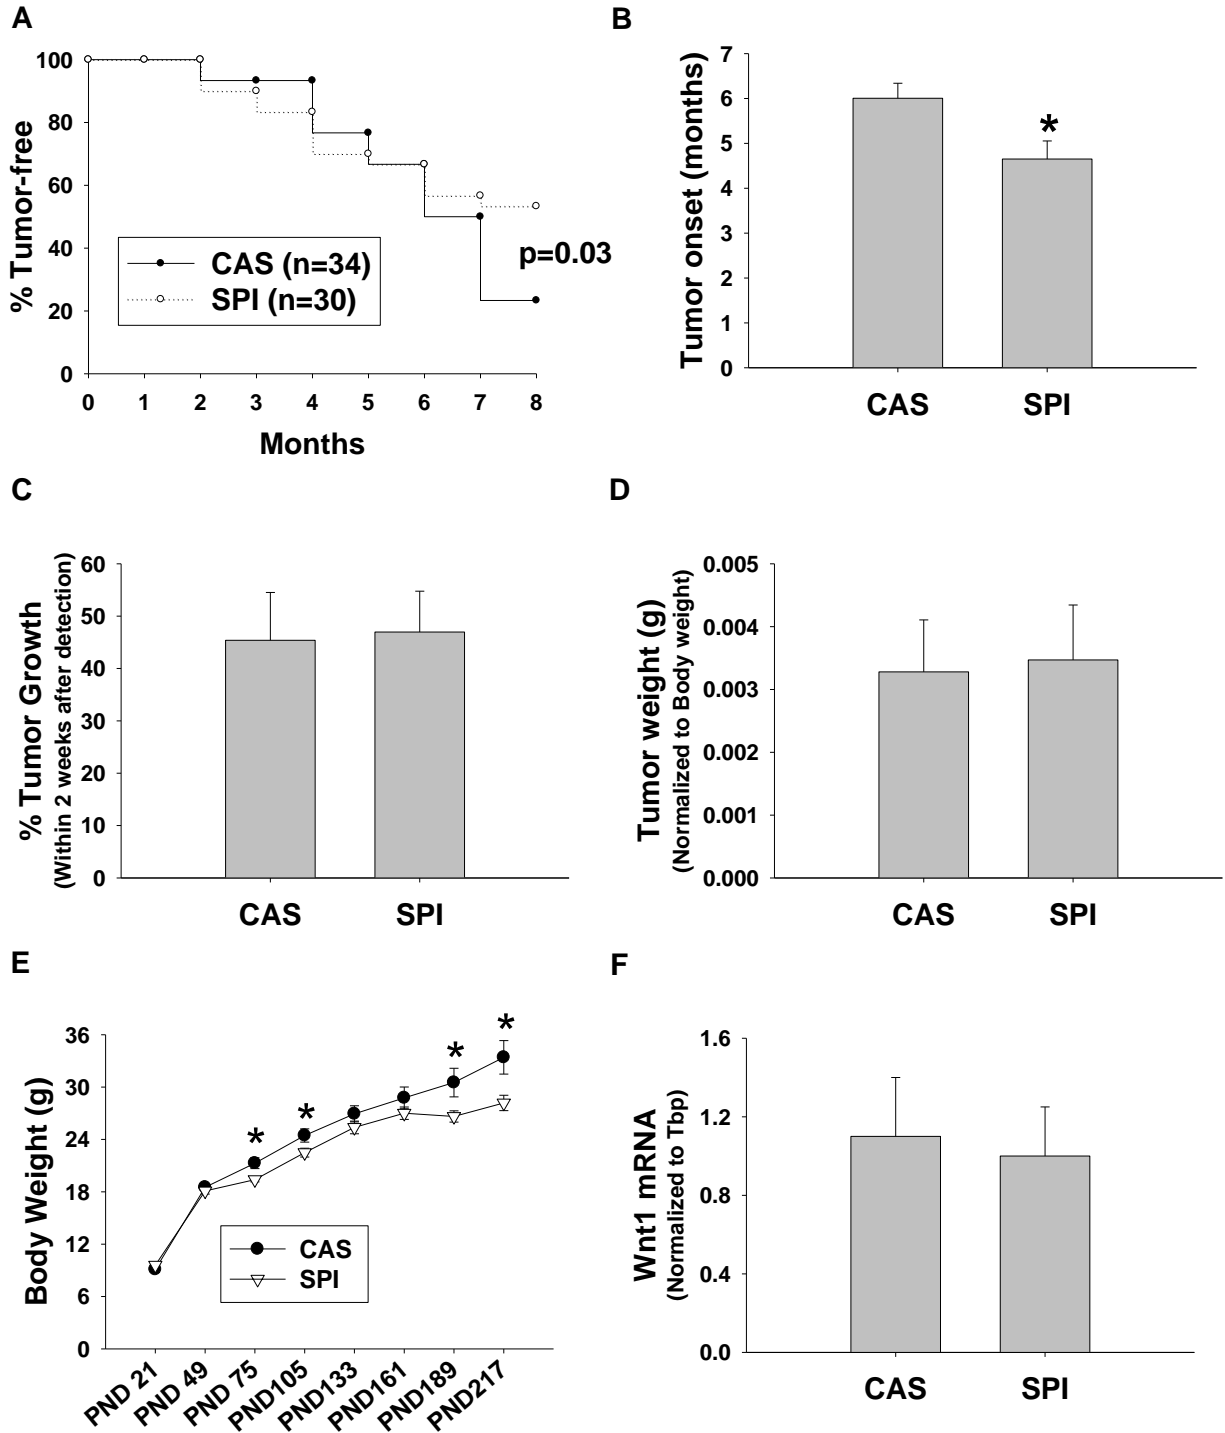 A
% Tumor-free
100
80
60
40
20
0
CAS (n=34)
SPI (n=30)
p=0.03
0 1 2 3 4 5 6 7 8
Months
B
Tumor onset (months)
7
6
5
4
3
2
1
0
*
CAS SPI
C
% Tumor Growth
(Within 2 weeks after detection)
60
50
40
30
20
10
0
CAS SPI
D
Tumor weight (g)
(Normalized to Body weight)
0.005
0.004
0.003
0.002
0.001
0.000
CAS SPI
E
Body Weight (g)
36
30
24
18
12
6
0
* * * *
CAS
SPI
PND 21
PND 49
PND 75
PND105
PND133
PND161
PND189
PND217
F
Wnt1 mRNA
(Normalized to Tbp)
1.6
1.2
0.8
0.4
0.0
CAS SPI